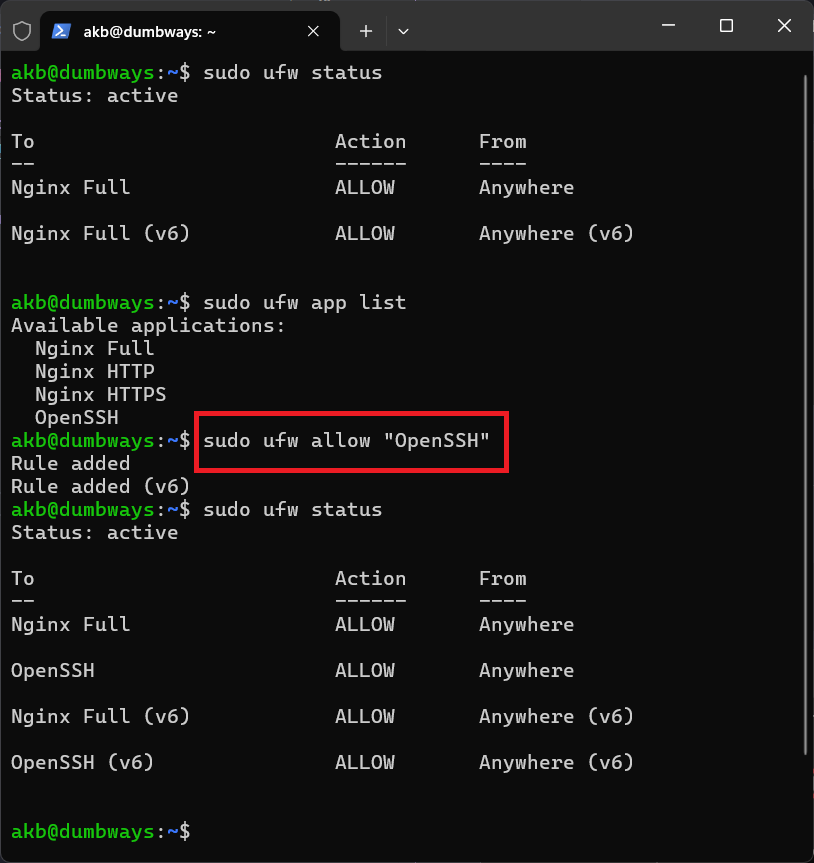 akb@dumbways: ~
akb@dumbways:~$ sudo ufw status
Status: active
To Action From
-- ------ ----
Nginx Full ALLOW Anywhere
Nginx Full (v6) ALLOW Anywhere (v6)
akb@dumbways:~$ sudo ufw app list
Available applications:
Nginx Full
Nginx HTTP
Nginx HTTPS
OpenSSH
akb@dumbways:~$ sudo ufw allow "OpenSSH"
Rule added
Rule added (v6)
akb@dumbways:~$ sudo ufw status
Status: active
To Action From
-- ------ ----
Nginx Full ALLOW Anywhere
OpenSSH ALLOW Anywhere
Nginx Full (v6) ALLOW Anywhere (v6)
OpenSSH (v6) ALLOW Anywhere (v6)
akb@dumbways:~$